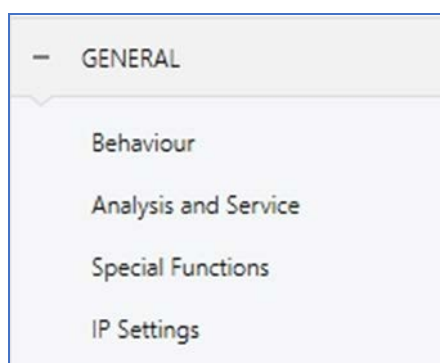 GENERAL
Behaviour
Analysis and Service
Special Functions
IP Settings